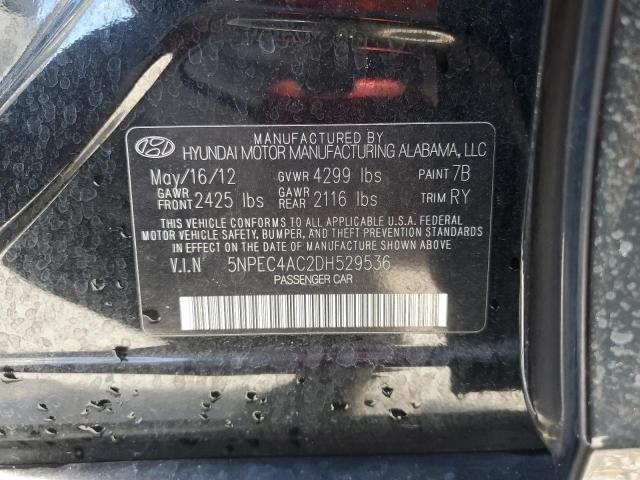 MANUFACTURED BY
HYUNDAI MOTOR MANUFACTURING ALABAMA, LLC
May/16/12 GVWR 4299 lbs PAINT 7B
GAWR FRONT 2425 lbs GAWR REAR 2116 lbs TRIM RY
THIS VEHICLE CONFORMS TO ALL APPLICABLE U.S.A. FEDERAL
MOTOR VEHICLE SAFETY, BUMPER, AND THEFT PREVENTION STANDARDS
IN EFFECT ON THE DATE OF MANUFACTURE SHOWN ABOVE
V.I.N 5NPEC4AC2DH529536
PASSENGER CAR